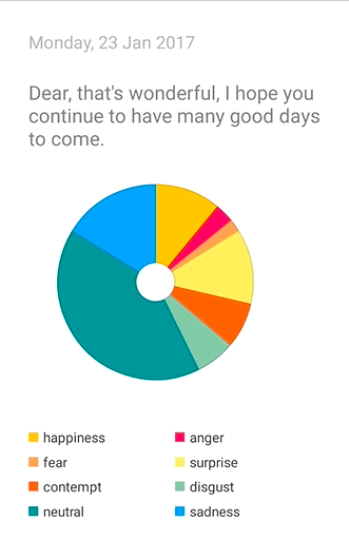 Monday, 23 Jan 2017
Dear, that's wonderful, I hope you
continue to have many good days
to come.
happiness
anger
fear
surprise
contempt
disgust
neutral
sadness